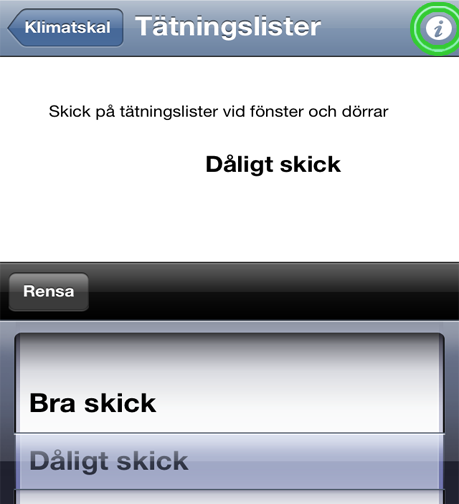 Klimatskal
Tätningslister
i
Skick på tätningslister vid fönster och dörrar
Dåligt skick
Rensa
Bra skick
Dåligt skick